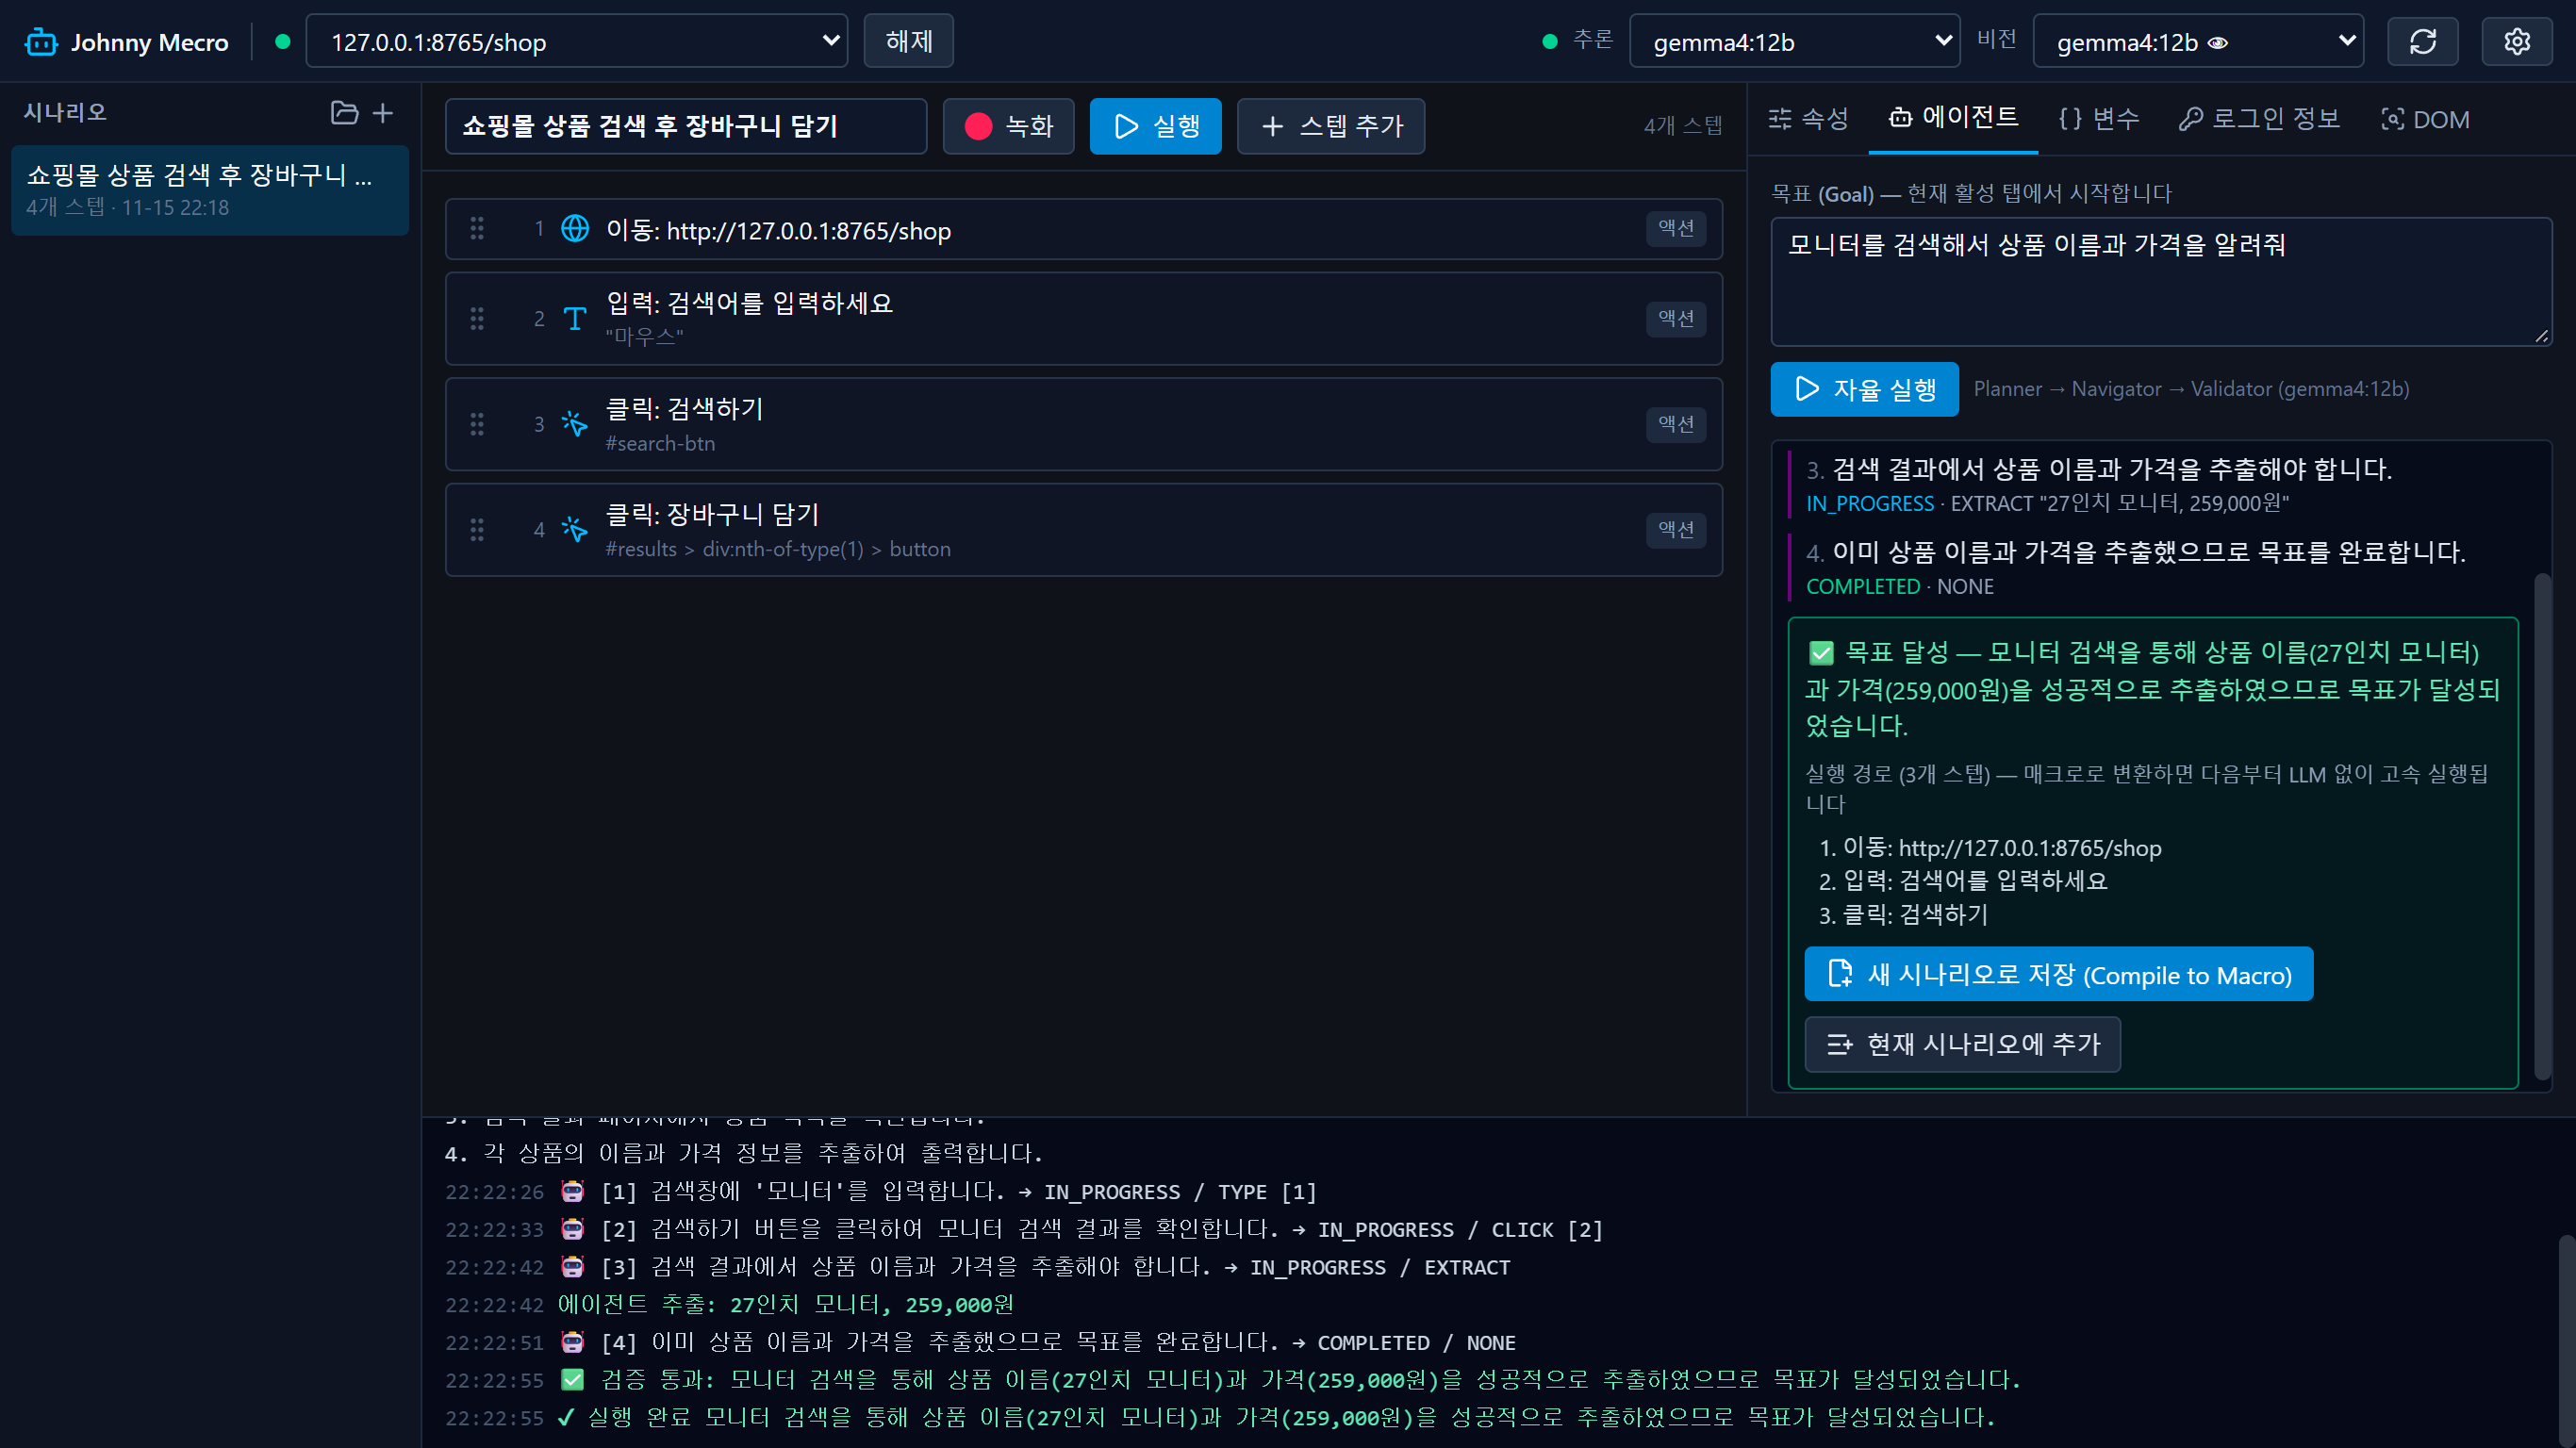 Johnny Mecro
127.0.0.1:8765/shop
해제
추론
gemma4:12b
비전
gemma4:12b
시나리오
쇼핑몰 상품 검색 후 장바구니 ...
4개 스텝 · 11-15 22:18
쇼핑몰 상품 검색 후 장바구니 담기
녹화
실행
스텝 추가
4개 스텝
1 이동: http://127.0.0.1:8765/shop
액션
2 입력: 검색어를 입력하세요
"마우스"
액션
3 클릭: 검색하기
#search-btn
액션
4 클릭: 장바구니 담기
#results > div:nth-of-type(1) > button
액션
속성
에이전트
변수
로그인 정보
DOM
목표 (Goal) — 현재 활성 탭에서 시작합니다
모니터를 검색해서 상품 이름과 가격을 알려줘
자율 실행
Planner → Navigator → Validator (gemma4:12b)
3. 검색 결과에서 상품 이름과 가격을 추출해야 합니다.
IN_PROGRESS · EXTRACT "27인치 모니터, 259,000원"
4. 이미 상품 이름과 가격을 추출했으므로 목표를 완료합니다.
COMPLETED · NONE
✅ 목표 달성 — 모니터 검색을 통해 상품 이름(27인치 모니터)
과 가격(259,000원)을 성공적으로 추출하였으므로 목표가 달성되
었습니다.
실행 경로 (3개 스텝) — 매크로로 변환하면 다음부터 LLM 없이 고속 실행됩
니다
1. 이동: http://127.0.0.1:8765/shop
2. 입력: 검색어를 입력하세요
3. 클릭: 검색하기
새 시나리오로 저장 (Compile to Macro)
현재 시나리오에 추가
4. 각 상품의 이름과 가격 정보를 추출하여 출력합니다.
22:22:26 🤖 [1] 검색창에 '모니터'를 입력합니다. → IN_PROGRESS / TYPE [1]
22:22:33 🤖 [2] 검색하기 버튼을 클릭하여 모니터 검색 결과를 확인합니다. → IN_PROGRESS / CLICK [2]
22:22:42 🤖 [3] 검색 결과에서 상품 이름과 가격을 추출해야 합니다. → IN_PROGRESS / EXTRACT
22:22:42 에이전트 추출: 27인치 모니터, 259,000원
22:22:51 🤖 [4] 이미 상품 이름과 가격을 추출했으므로 목표를 완료합니다. → COMPLETED / NONE
22:22:55 ✅ 검증 통과: 모니터 검색을 통해 상품 이름(27인치 모니터)과 가격(259,000원)을 성공적으로 추출하였으므로 목표가 달성되었습니다.
22:22:55 ✓ 실행 완료 모니터 검색을 통해 상품 이름(27인치 모니터)과 가격(259,000원)을 성공적으로 추출하였으므로 목표가 달성되었습니다.